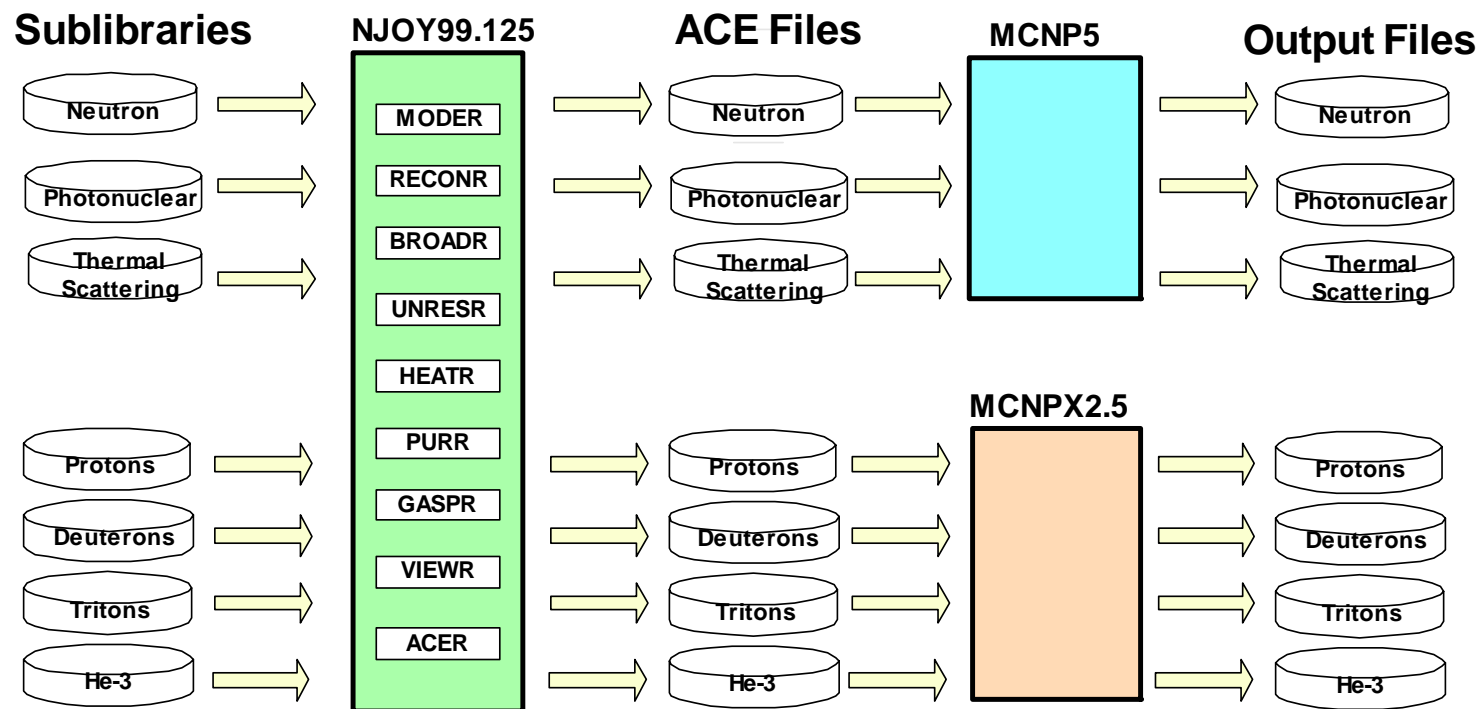 Sublibraries
NJOY99.125
ACE Files
MCNP5
Output Files
Neutron
Photonuclear
Thermal
Scattering
Protons
Deuterons
Tritons
He-3
MODER
RECONR
BROADR
UNRESR
HEATR
PURR
GASPR
VIEWR
ACER
Neutron
Photonuclear
Thermal
Scattering
Protons
Deuterons
Tritons
He-3
MCNPX2.5
Neutron
Photonuclear
Thermal
Scattering
Protons
Deuterons
Tritons
He-3